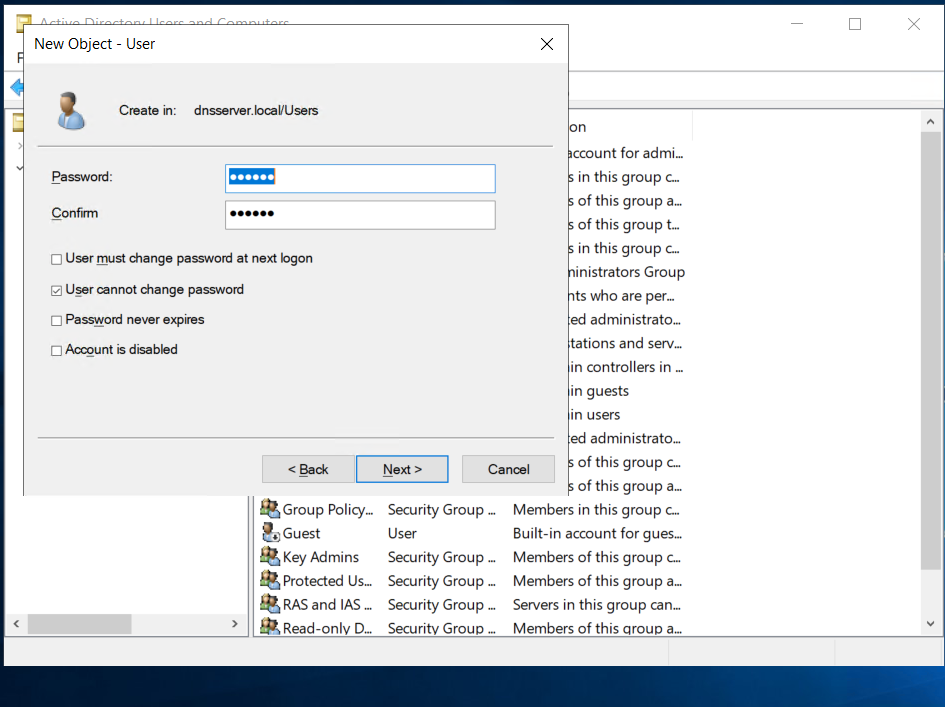 Active Directory Users and Computers
New Object - User
F
Create in: dnsserver.local/Users
Password: ●●●●●●
Confirm ●●●●●●
User must change password at next logon
User cannot change password
Password never expires
Account is disabled
< Back Next > Cancel
on
account for admi...
s in this group c...
s of this group a...
s of this group t...
s in this group c...
ministrators Group
nts who are per...
ted administrato...
stations and serv...
in controllers in ...
in guests
in users
ted administrato...
s of this group c...
s of this group a...
Group Policy... Security Group ... Members in this group c...
Guest User Built-in account for gues...
Key Admins Security Group ... Members of this group c...
Protected Us... Security Group ... Members of this group a...
RAS and IAS ... Security Group ... Servers in this group can...
Read-only D... Security Group ... Members of this group a...